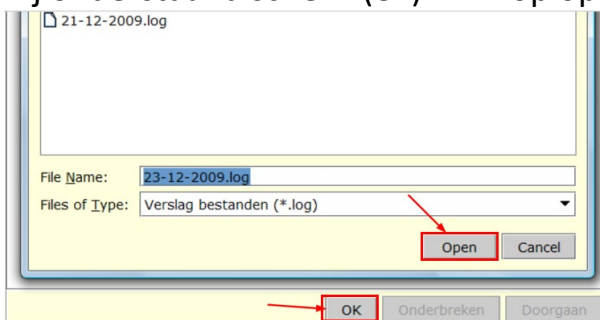 21-12-2009.log
File Name: 23-12-2009.log
Files of Type: Verslag bestanden (*.log)
Open Cancel
OK Onderbreken Doorgaan